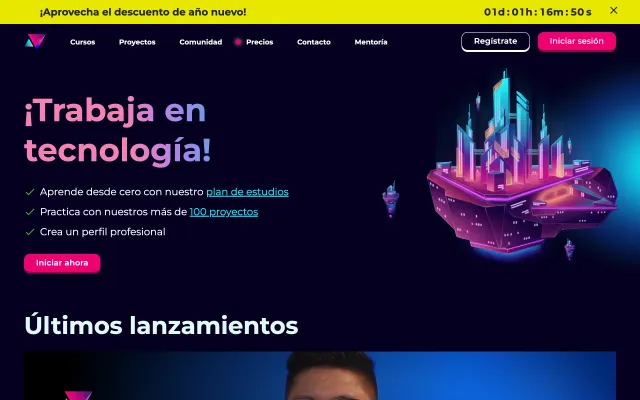 ¡Aprovecha el descuento de año nuevo!
01d:01h:16m:50s
Cursos
Proyectos
Comunidad
Precios
Contacto
Mentoría
Regístrate
Iniciar sesión
¡Trabaja en
tecnología!
Aprende desde cero con nuestro plan de estudios
Practica con nuestros más de 100 proyectos
Crea un perfil profesional
Iniciar ahora
Últimos lanzamientos